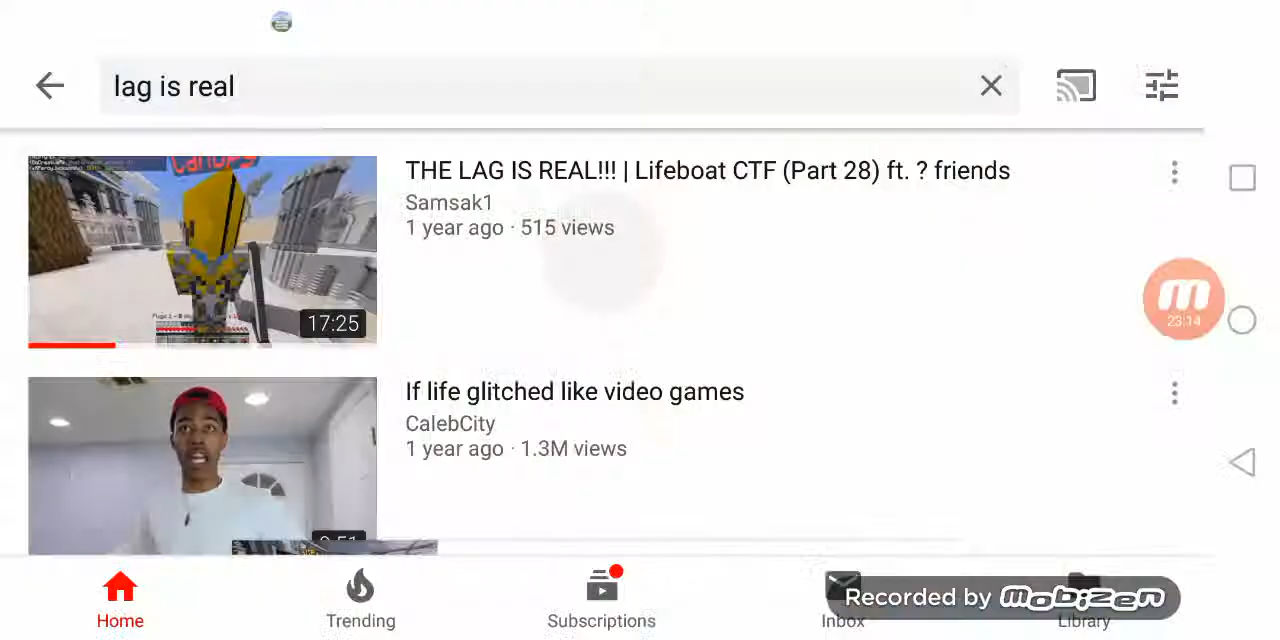 lag is real
THE LAG IS REAL!!! | Lifeboat CTF (Part 28) ft. ? friends
Samsak1
1 year ago · 515 views
17:25
23:14
If life glitched like video games
CalebCity
1 year ago · 1.3M views
Home
Trending
Subscriptions
Inbox
Library
Recorded by mobizen